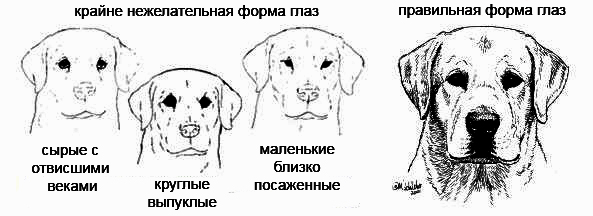 крайне нежелательная форма глаз
правильная форма глаз
сырые с
отвисшими
веками
круглые
выпуклые
маленькие
близко
посаженные